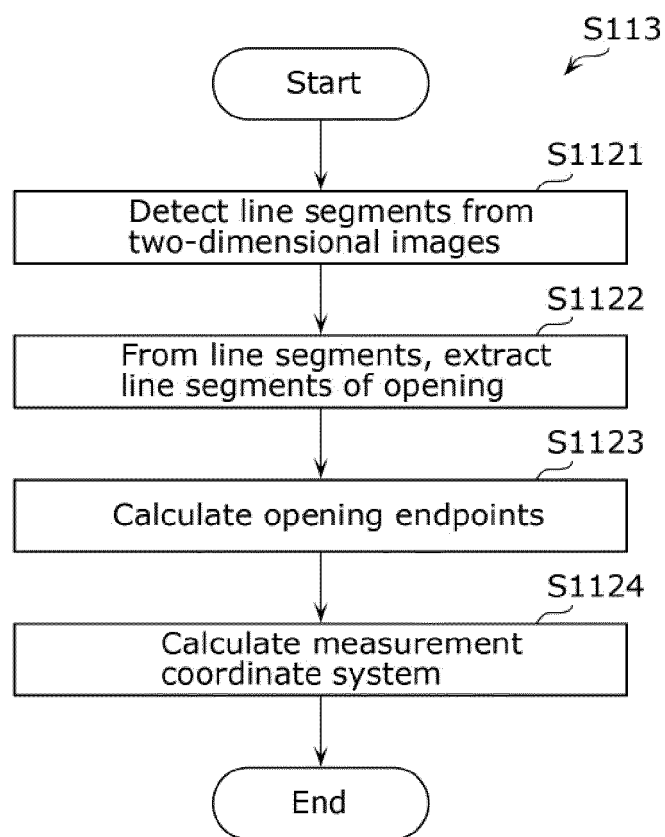 S113
Start
S1121
Detect line segments from
two-dimensional images
S1122
From line segments, extract
line segments of opening
S1123
Calculate opening endpoints
S1124
Calculate measurement
coordinate system
End